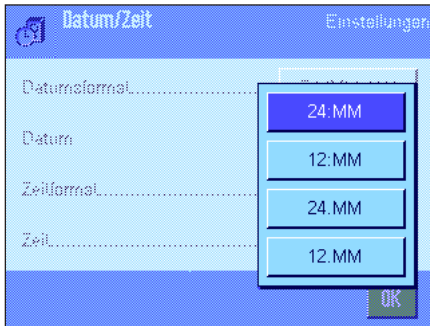 Datum/Zeit
Einstellungen
Datumsformat
24:MM
Datum
12:MM
Zeitformat
24.MM
Zeit
12.MM
OK